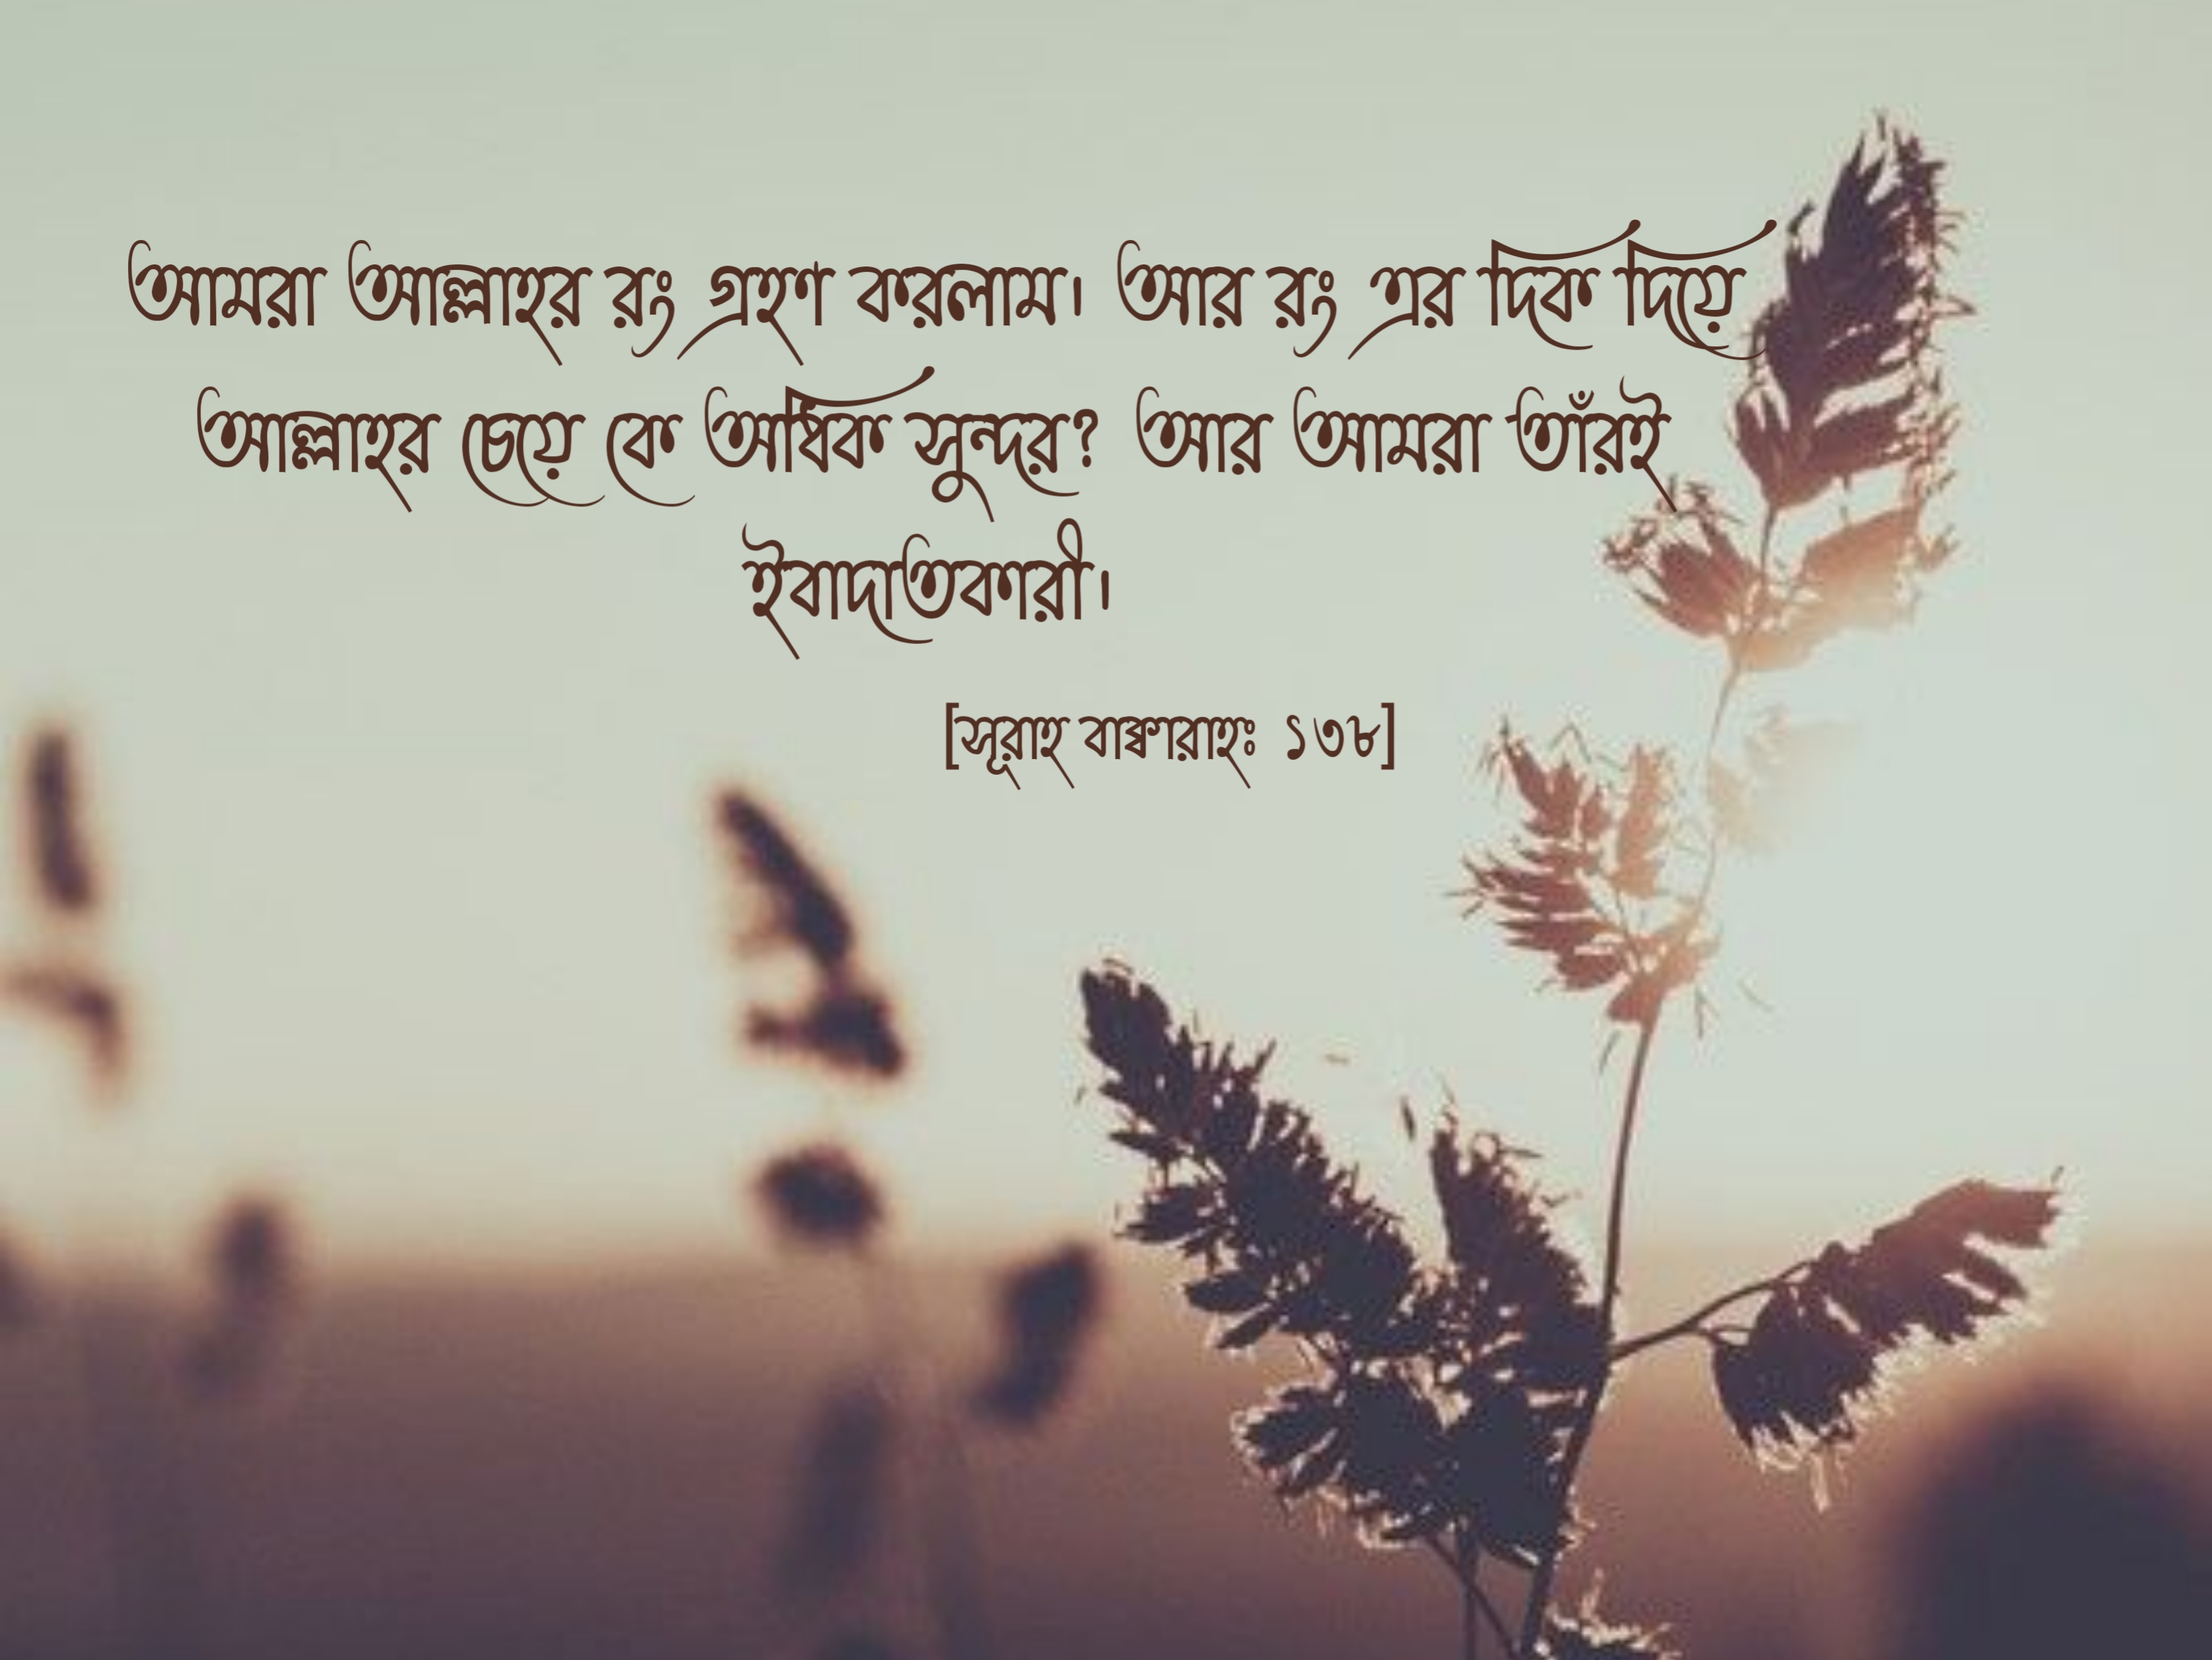 আমরা আল্লাহর রং গ্রহণ করলাম। আর রং এর দিক দিয়ে
আল্লাহর চেয়ে কে অধিক সুন্দর? আর আমরা তাঁরই
ইবাদাতকারী।
[সূরাহ বাক্বারাহঃ ১৩৮]